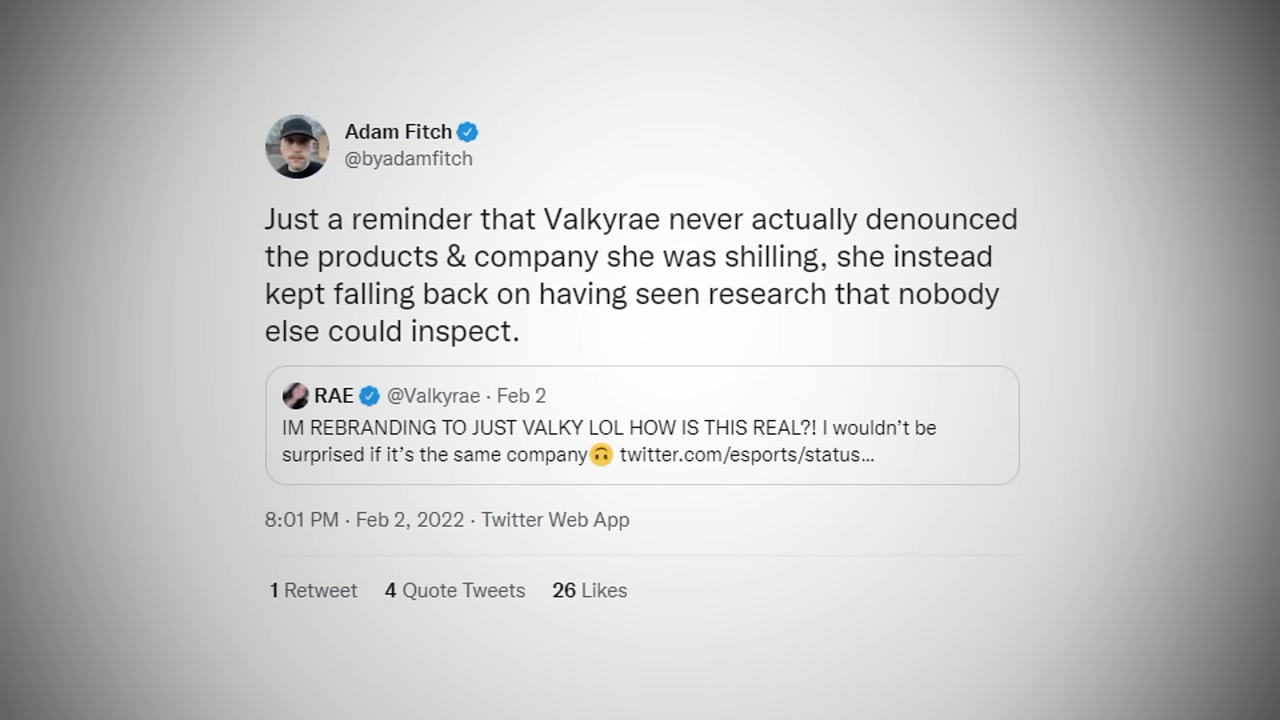 Adam Fitch
@byadamfitch
Just a reminder that Valkyrae never actually denounced
the products & company she was shilling, she instead
kept falling back on having seen research that nobody
else could inspect.
RAE @Valkyrae · Feb 2
IM REBRANDING TO JUST VALKY LOL HOW IS THIS REAL?! I wouldn’t be
surprised if it’s the same company🙃 twitter.com/esports/status…
8:01 PM · Feb 2, 2022 · Twitter Web App
1 Retweet 4 Quote Tweets 26 Likes